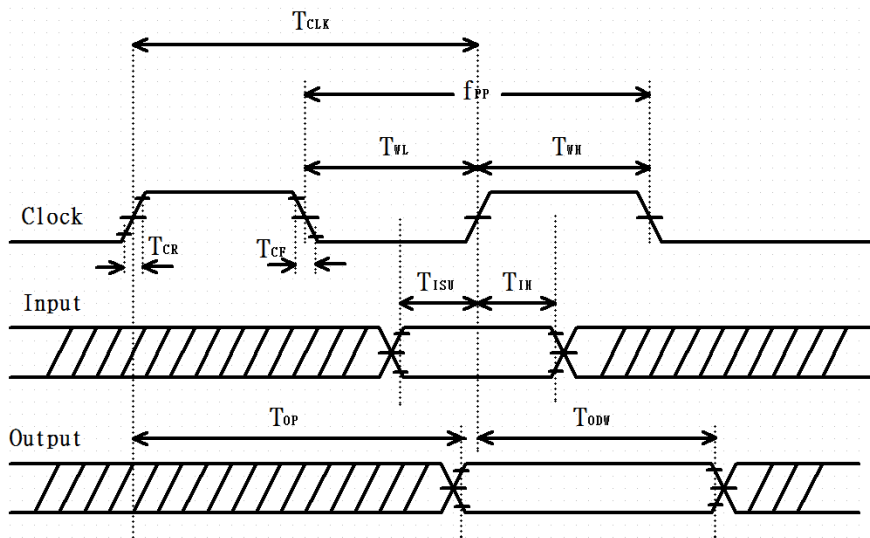 TCLK
fPP
TWL
TWH
Clock
TCR
TCF
TISU
TIH
Input
TOP
TODW
Output